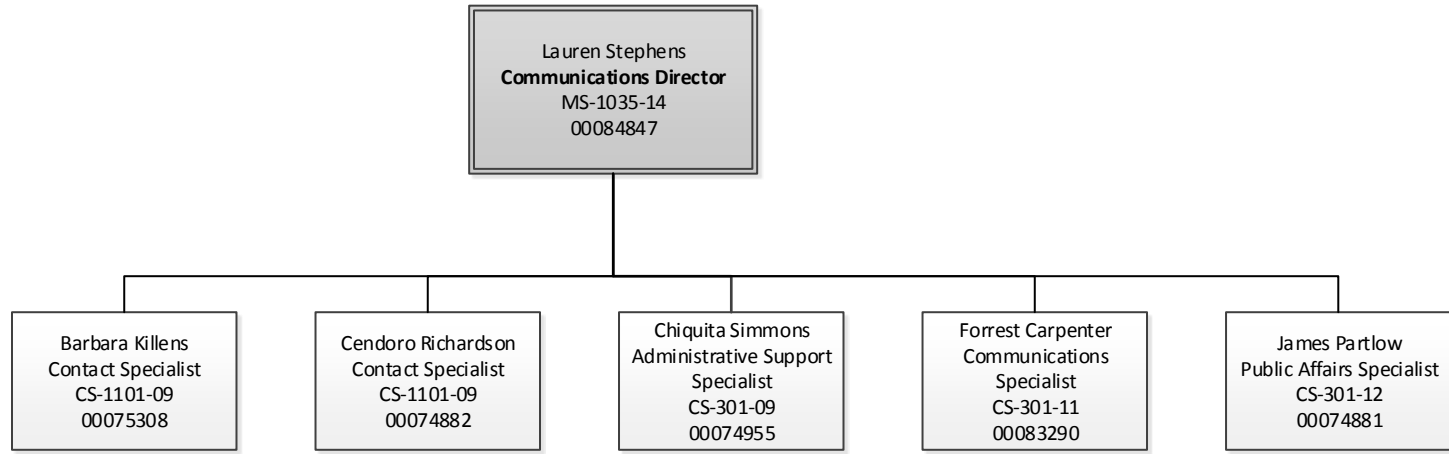 Lauren Stephens
Communications Director
MS-1035-14
00084847
Barbara Killens
Contact Specialist
CS-1101-09
00075308
Cendoro Richardson
Contact Specialist
CS-1101-09
00074882
Chiquita Simmons
Administrative Support
Specialist
CS-301-09
00074955
Forrest Carpenter
Communications
Specialist
CS-301-11
00083290
James Partlow
Public Affairs Specialist
CS-301-12
00074881